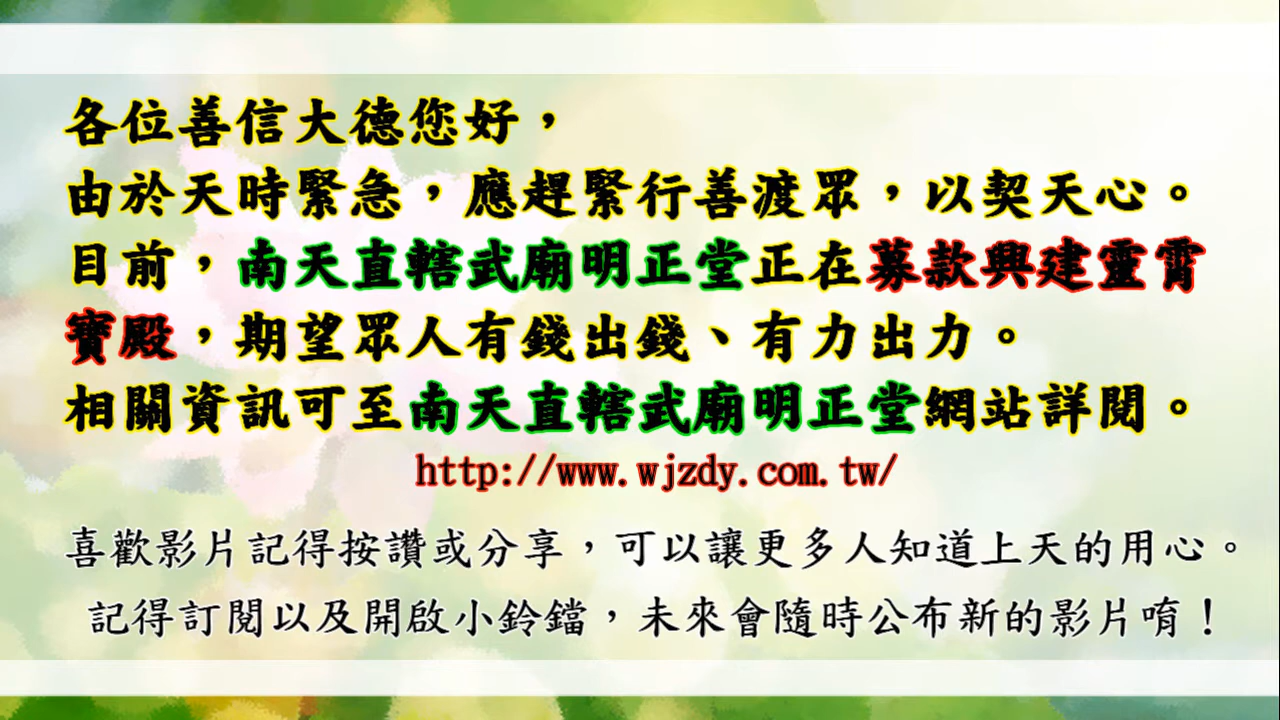 各位善信大德您好，
由於天時緊急，應趕緊行善渡眾，以契天心。
目前，南天直轄武廟明正堂正在募款興建靈霄
寶殿，期望眾人有錢出錢、有力出力。
相關資訊可至南天直轄武廟明正堂網站詳閱。
http://www.wjzdy.com.tw/
喜歡影片記得按讚或分享，可以讓更多人知道上天的用心。
記得訂閱以及開啟小鈴鐺，未來會隨時公布新的影片唷！